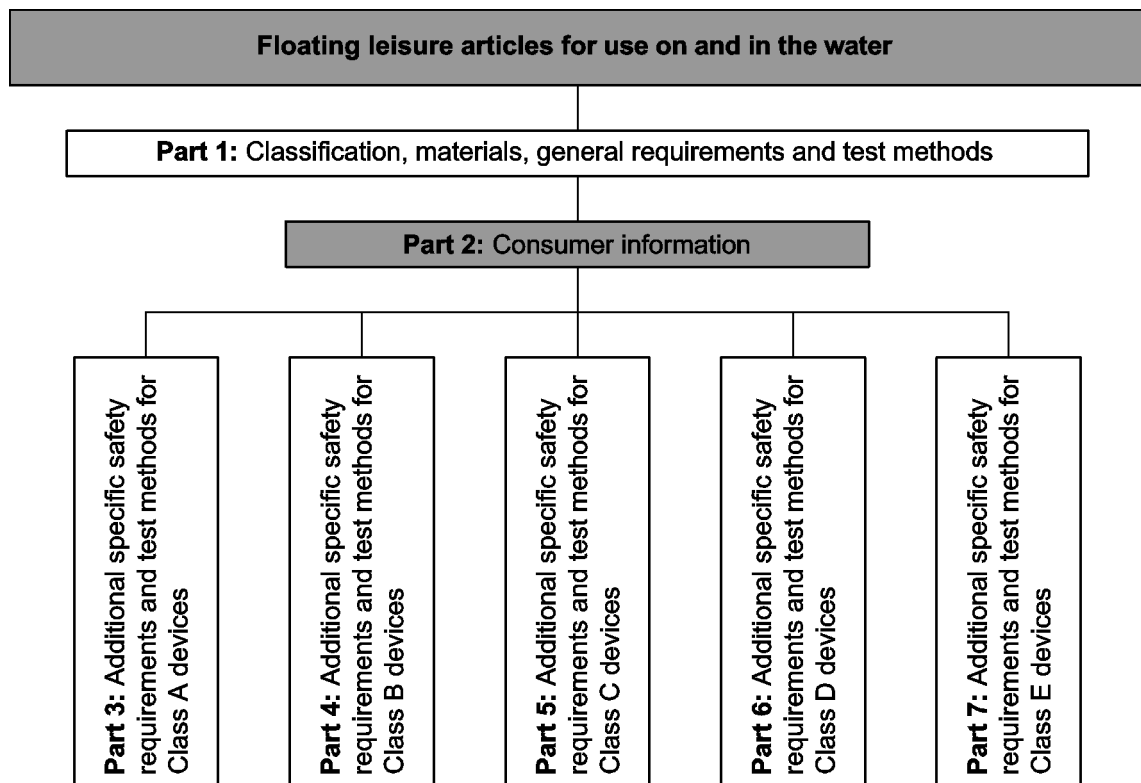 Floating leisure articles for use on and in the water
Part 1: Classification, materials, general requirements and test methods
Part 2: Consumer information
Part 3: Additional specific safety
requirements and test methods for
Class A devices
Part 4: Additional specific safety
requirements and test methods for
Class B devices
Part 5: Additional specific safety
requirements and test methods for
Class C devices
Part 6: Additional specific safety
requirements and test methods for
Class D devices
Part 7: Additional specific safety
requirements and test methods for
Class E devices